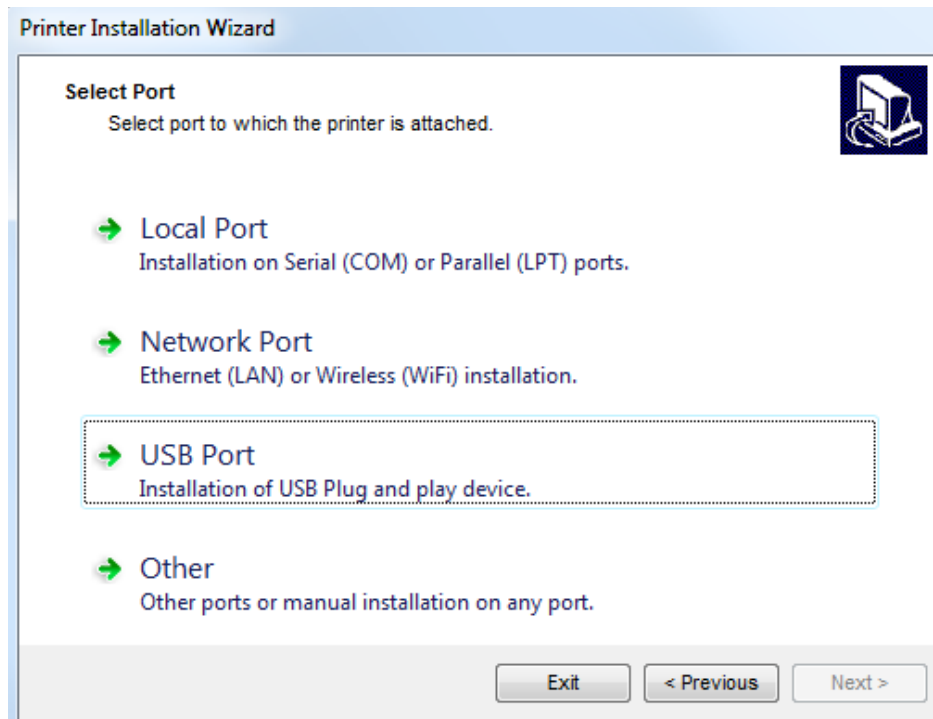 Printer Installation Wizard
Select Port
Select port to which the printer is attached.
Local Port
Installation on Serial (COM) or Parallel (LPT) ports.
Network Port
Ethernet (LAN) or Wireless (WiFi) installation.
USB Port
Installation of USB Plug and play device.
Other
Other ports or manual installation on any port.
Exit
< Previous
Next >